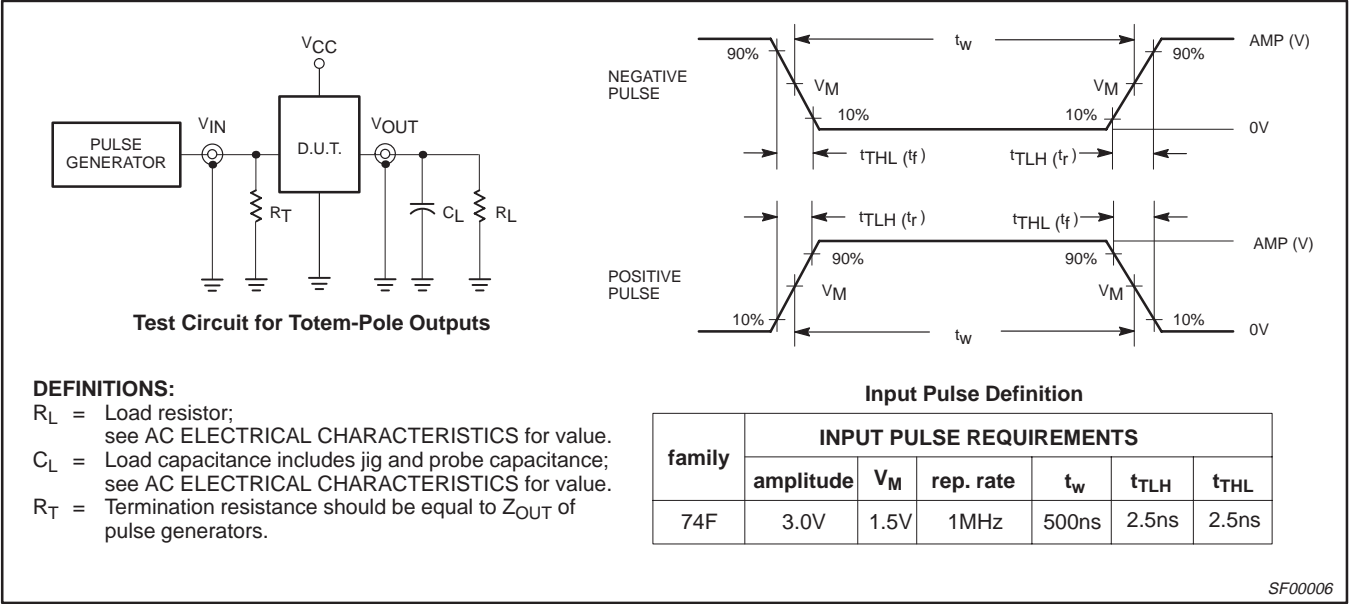 VCC
VIN
VOUT
PULSE
GENERATOR
D.U.T.
RT
CL
RL
Test Circuit for Totem-Pole Outputs
NEGATIVE
PULSE
90%
tw
90%
AMP (V)
VM
VM
10%
10%
0V
tTHL (tf)
tTLH (tr)
tTLH (tr)
tTHL (tf)
AMP (V)
90%
90%
POSITIVE
PULSE
VM
VM
10%
10%
tw
0V
Input Pulse Definition
DEFINITIONS:
RL = Load resistor;
see AC ELECTRICAL CHARACTERISTICS for value.
CL = Load capacitance includes jig and probe capacitance;
see AC ELECTRICAL CHARACTERISTICS for value.
RT = Termination resistance should be equal to ZOUT of
pulse generators.
family
INPUT PULSE REQUIREMENTS
amplitude VM rep. rate tw tTLH tTHL
74F 3.0V 1.5V 1MHz 500ns 2.5ns 2.5ns
SF00006